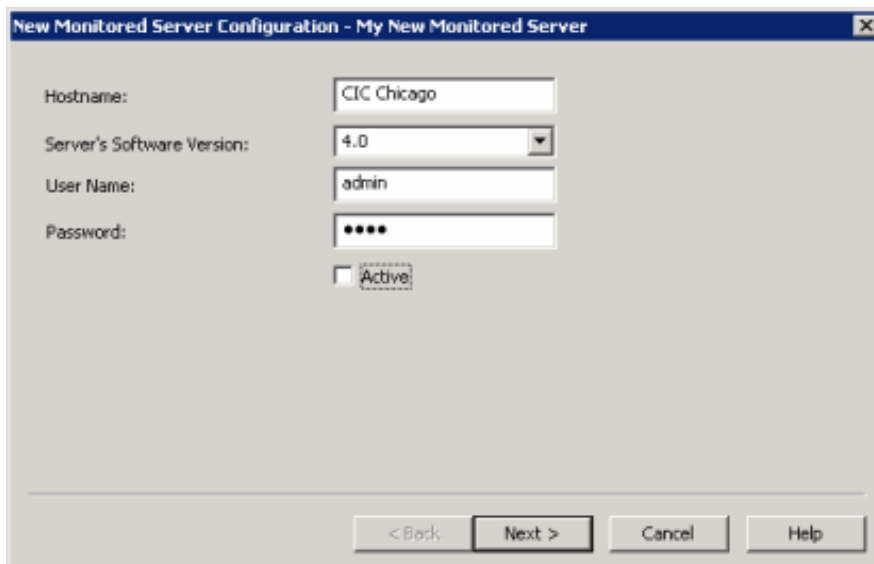 New Monitored Server Configuration - My New Monitored Server
Hostname: CIC Chicago
Server's Software Version: 4.0
User Name: admin
Password: ●●●●
Active
< Back Next > Cancel Help